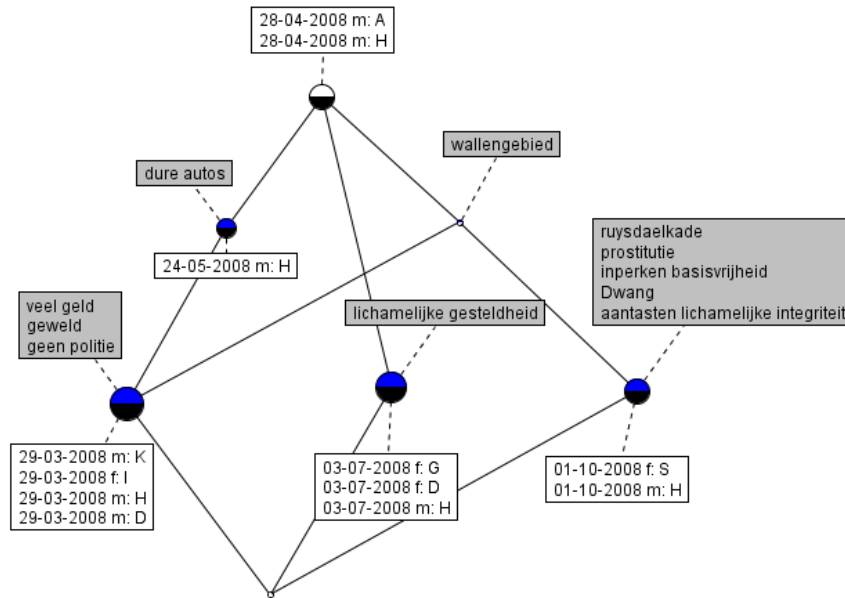 28-04-2008 m: A
28-04-2008 m: H
wallengebied
dure autos
24-05-2008 m: H
ruysdaelkade
prostitutie
inperken basisvrijheid
Dwang
aantasten lichamelijke integriteit
veel geld
geweld
geen politie
lichamelijke gesteldheid
29-03-2008 m: K
29-03-2008 f: I
29-03-2008 m: H
29-03-2008 m: D
03-07-2008 f: G
03-07-2008 f: D
03-07-2008 m: H
01-10-2008 f: S
01-10-2008 m: H